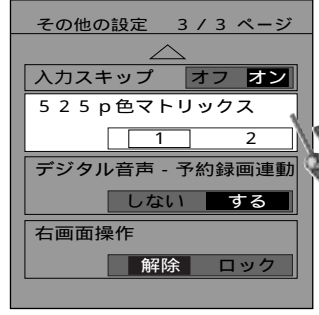 その他の設定　３／３ ページ
入力スキップ　オフ　オン
５２５ｐ色マトリックス
１　２
デジタル音声 - 予約録画連動
しない　する
右画面操作
解除　ロック